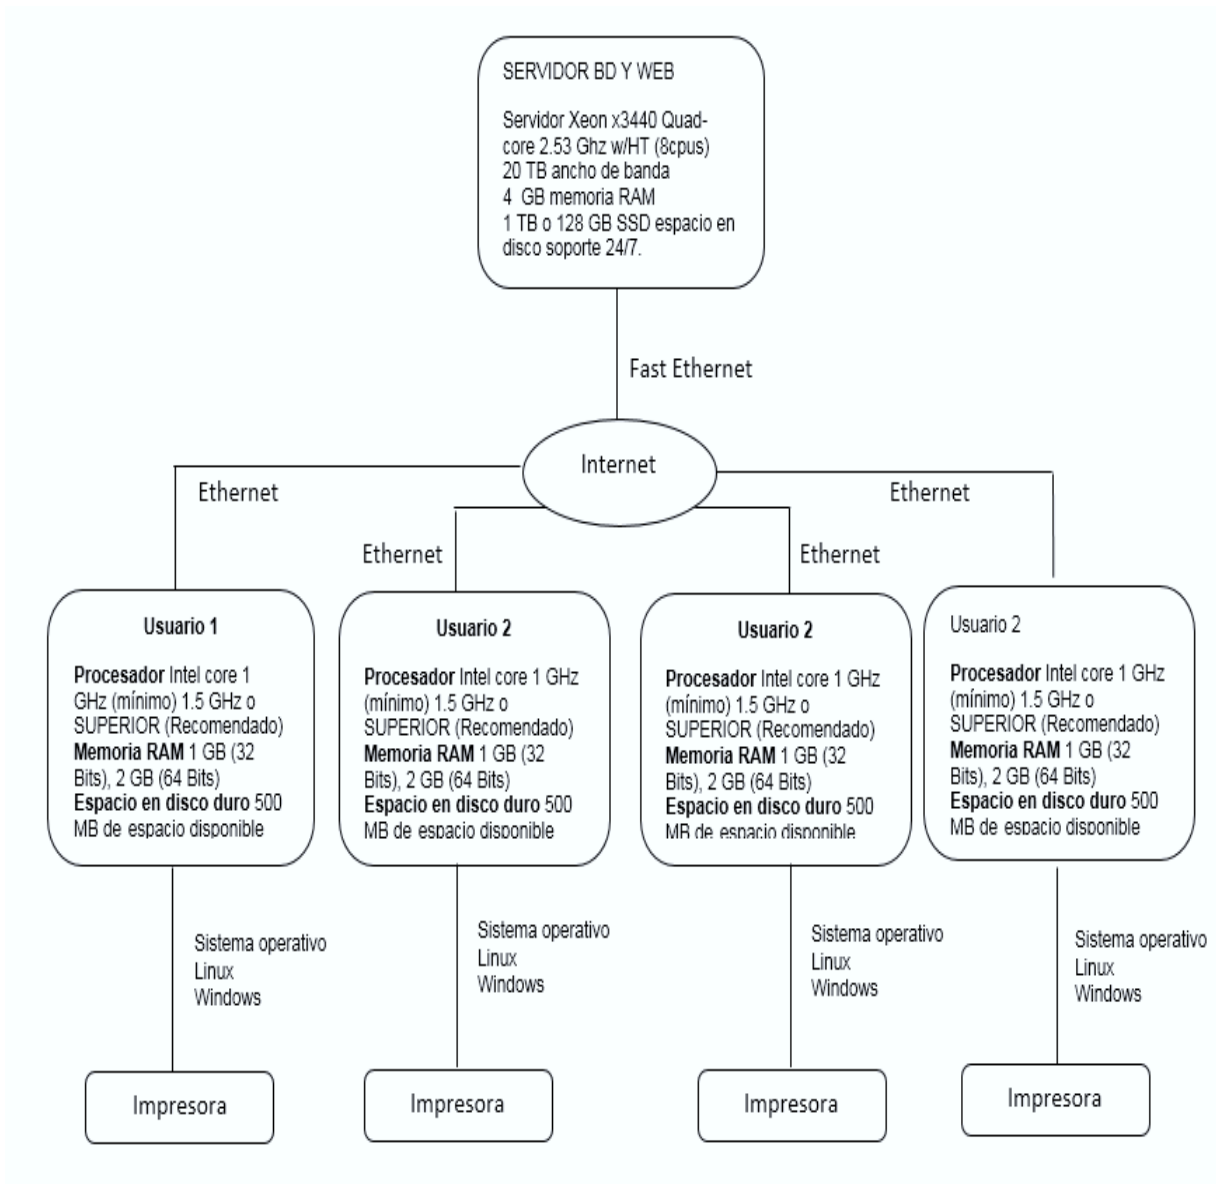 SERVIDOR BD Y WEB
Servidor Xeon x3440 Quad-
core 2.53 Ghz w/HT (8cpus)
20 TB ancho de banda
4 GB memoria RAM
1 TB o 128 GB SSD espacio en
disco soporte 24/7.
Fast Ethernet
Internet
Ethernet
Ethernet
Ethernet
Ethernet
Usuario 1
Procesador Intel core 1
GHz (mínimo) 1.5 GHz o
SUPERIOR (Recomendado)
Memoria RAM 1 GB (32
Bits), 2 GB (64 Bits)
Espacio en disco duro 500
MB de espacio disponible
Usuario 2
Procesador Intel core 1 GHz
(mínimo) 1.5 GHz o
SUPERIOR (Recomendado)
Memoria RAM 1 GB (32
Bits), 2 GB (64 Bits)
Espacio en disco duro 500
MB de espacio disponible
Usuario 2
Procesador Intel core 1 GHz
(mínimo) 1.5 GHz o
SUPERIOR (Recomendado)
Memoria RAM 1 GB (32
Bits), 2 GB (64 Bits)
Espacio en disco duro 500
MB de espacio disponible
Usuario 2
Procesador Intel core 1 GHz
(mínimo) 1.5 GHz o
SUPERIOR (Recomendado)
Memoria RAM 1 GB (32
Bits), 2 GB (64 Bits)
Espacio en disco duro 500
MB de espacio disponible
Sistema operativo
Linux
Windows
Sistema operativo
Linux
Windows
Sistema operativo
Linux
Windows
Sistema operativo
Linux
Windows
Impresora
Impresora
Impresora
Impresora